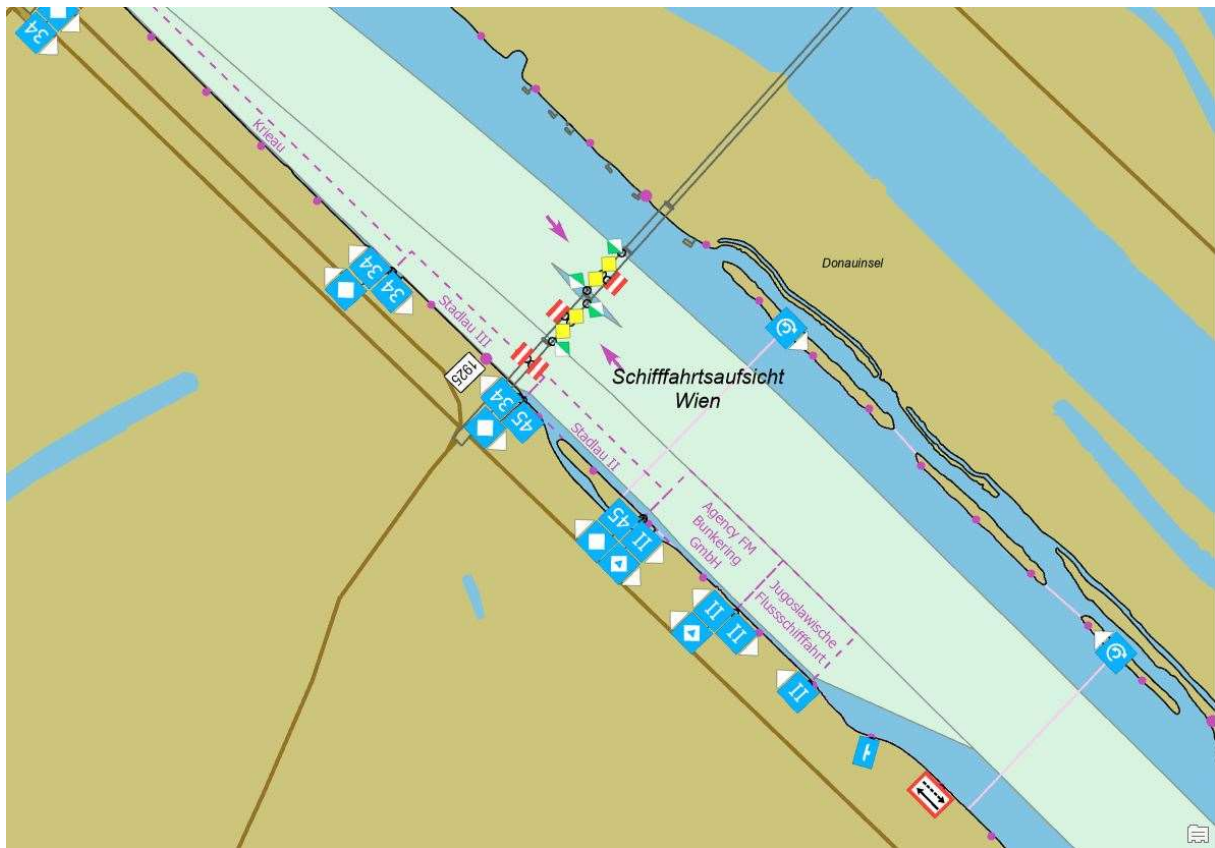 34
Krieau
34
34
Stadlau III
Donauinsel
1925
34
45
Schifffahrtsaufsicht
Wien
Stadlau II
45
II
Agency FM
Bunkering
GmbH
Jugoslawische
Flussschifffahrt
II
II
II